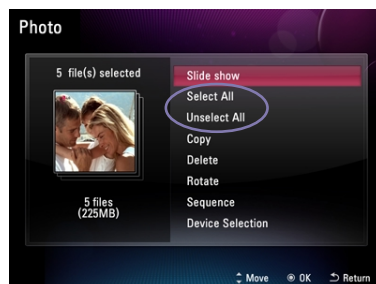 Photo
5 file(s) selected
5 files
(225MB)
Slide show
Select All
Unselect All
Copy
Delete
Rotate
Sequence
Device Selection
Move OK Return